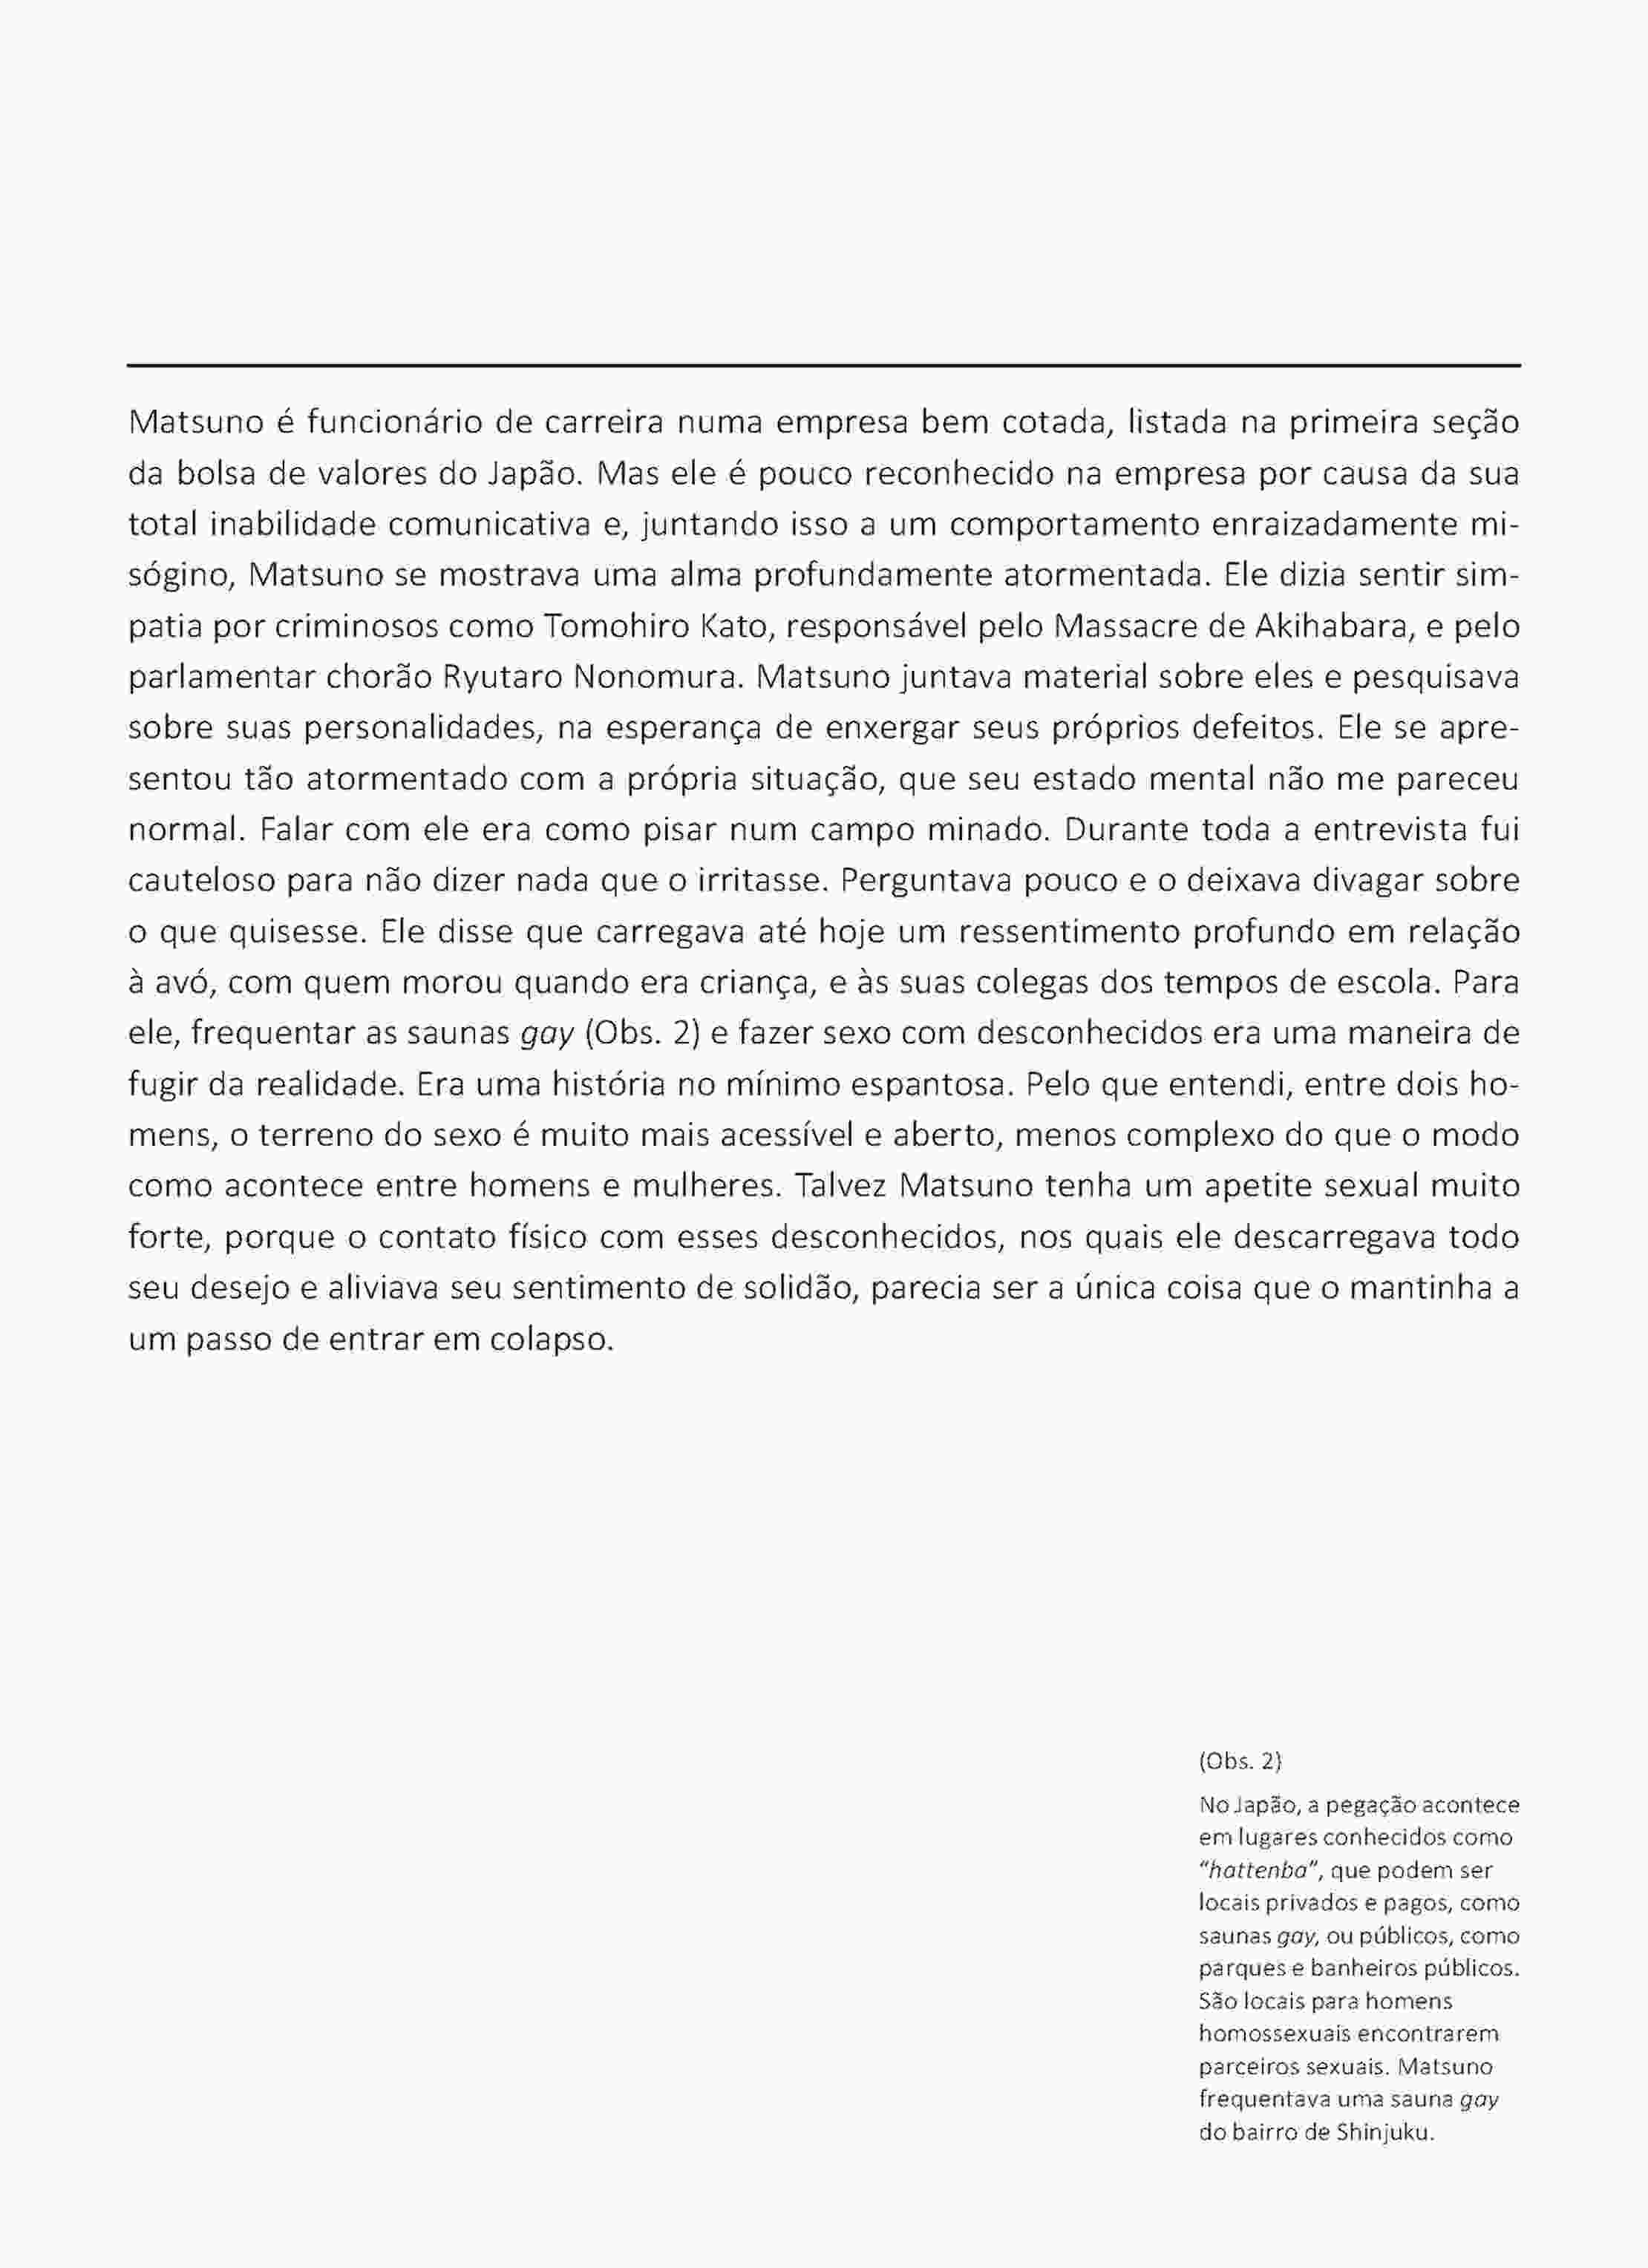 Matsuno é funcionário de carreira numa empresa bem cotada, listada na primeira seção
da bolsa de valores do Japão. Mas ele é pouco reconhecido na empresa por causa da sua
total inabilidade comunicativa e, juntando isso a um comportamento enraizadamente mi-
sógino, Matsuno se mostrava uma alma profundamente atormentada. Ele dizia sentir sim-
patia por criminosos como Tomohiro Kato, responsável pelo Massacre de Akihabara, e pelo
parlamentar chorão Ryutaro Nonomura. Matsuno juntava material sobre eles e pesquisava
sobre suas personalidades, na esperança de enxergar seus próprios defeitos. Ele se apre-
sentou tão atormentado com a própria situação, que seu estado mental não me pareceu
normal. Falar com ele era como pisar num campo minado. Durante toda a entrevista fui
cauteloso para não dizer nada que o irritasse. Perguntava pouco e o deixava divagar sobre
o que quisesse. Ele disse que carregava até hoje um ressentimento profundo em relação
à avó, com quem morou quando era criança, e às suas colegas dos tempos de escola. Para
ele, frequentar as saunas gay (Obs. 2) e fazer sexo com desconhecidos era uma maneira de
fugir da realidade. Era uma história no mínimo espantosa. Pelo que entendi, entre dois ho-
mens, o terreno do sexo é muito mais acessível e aberto, menos complexo do que o modo
como acontece entre homens e mulheres. Talvez Matsuno tenha um apetite sexual muito
forte, porque o contato físico com esses desconhecidos, nos quais ele descarregava todo
seu desejo e aliviava seu sentimento de solidão, parecia ser a única coisa que o mantinha a
um passo de entrar em colapso.
(Obs. 2)
No Japão, a pegação acontece
em lugares conhecidos como
"hattenba", que podem ser
locais privados e pagos, como
saunas gay, ou públicos, como
parques e banheiros públicos.
São locais para homens
homossexuais encontrarem
parceiros sexuais. Matsuno
frequentava uma sauna gay
do bairro de Shinjuku.